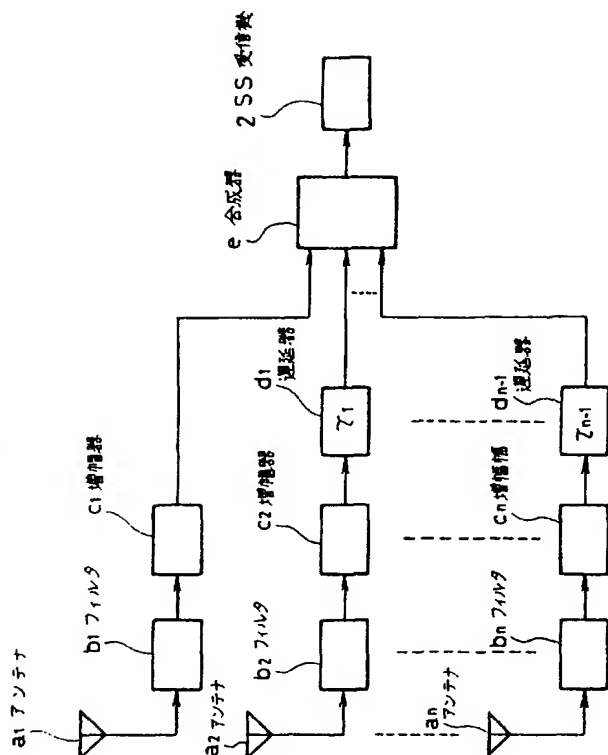 a1 アンテナ
b1 フィルタ
c1 増幅器
a2 アンテナ
b2 フィルタ
c2 増幅器
d1
遅延器
τ1
e 合成器
2 SS 受信機
an
アンテナ
bn フィルタ
cn 増幅幅
dn-1
遅延器
τn-1